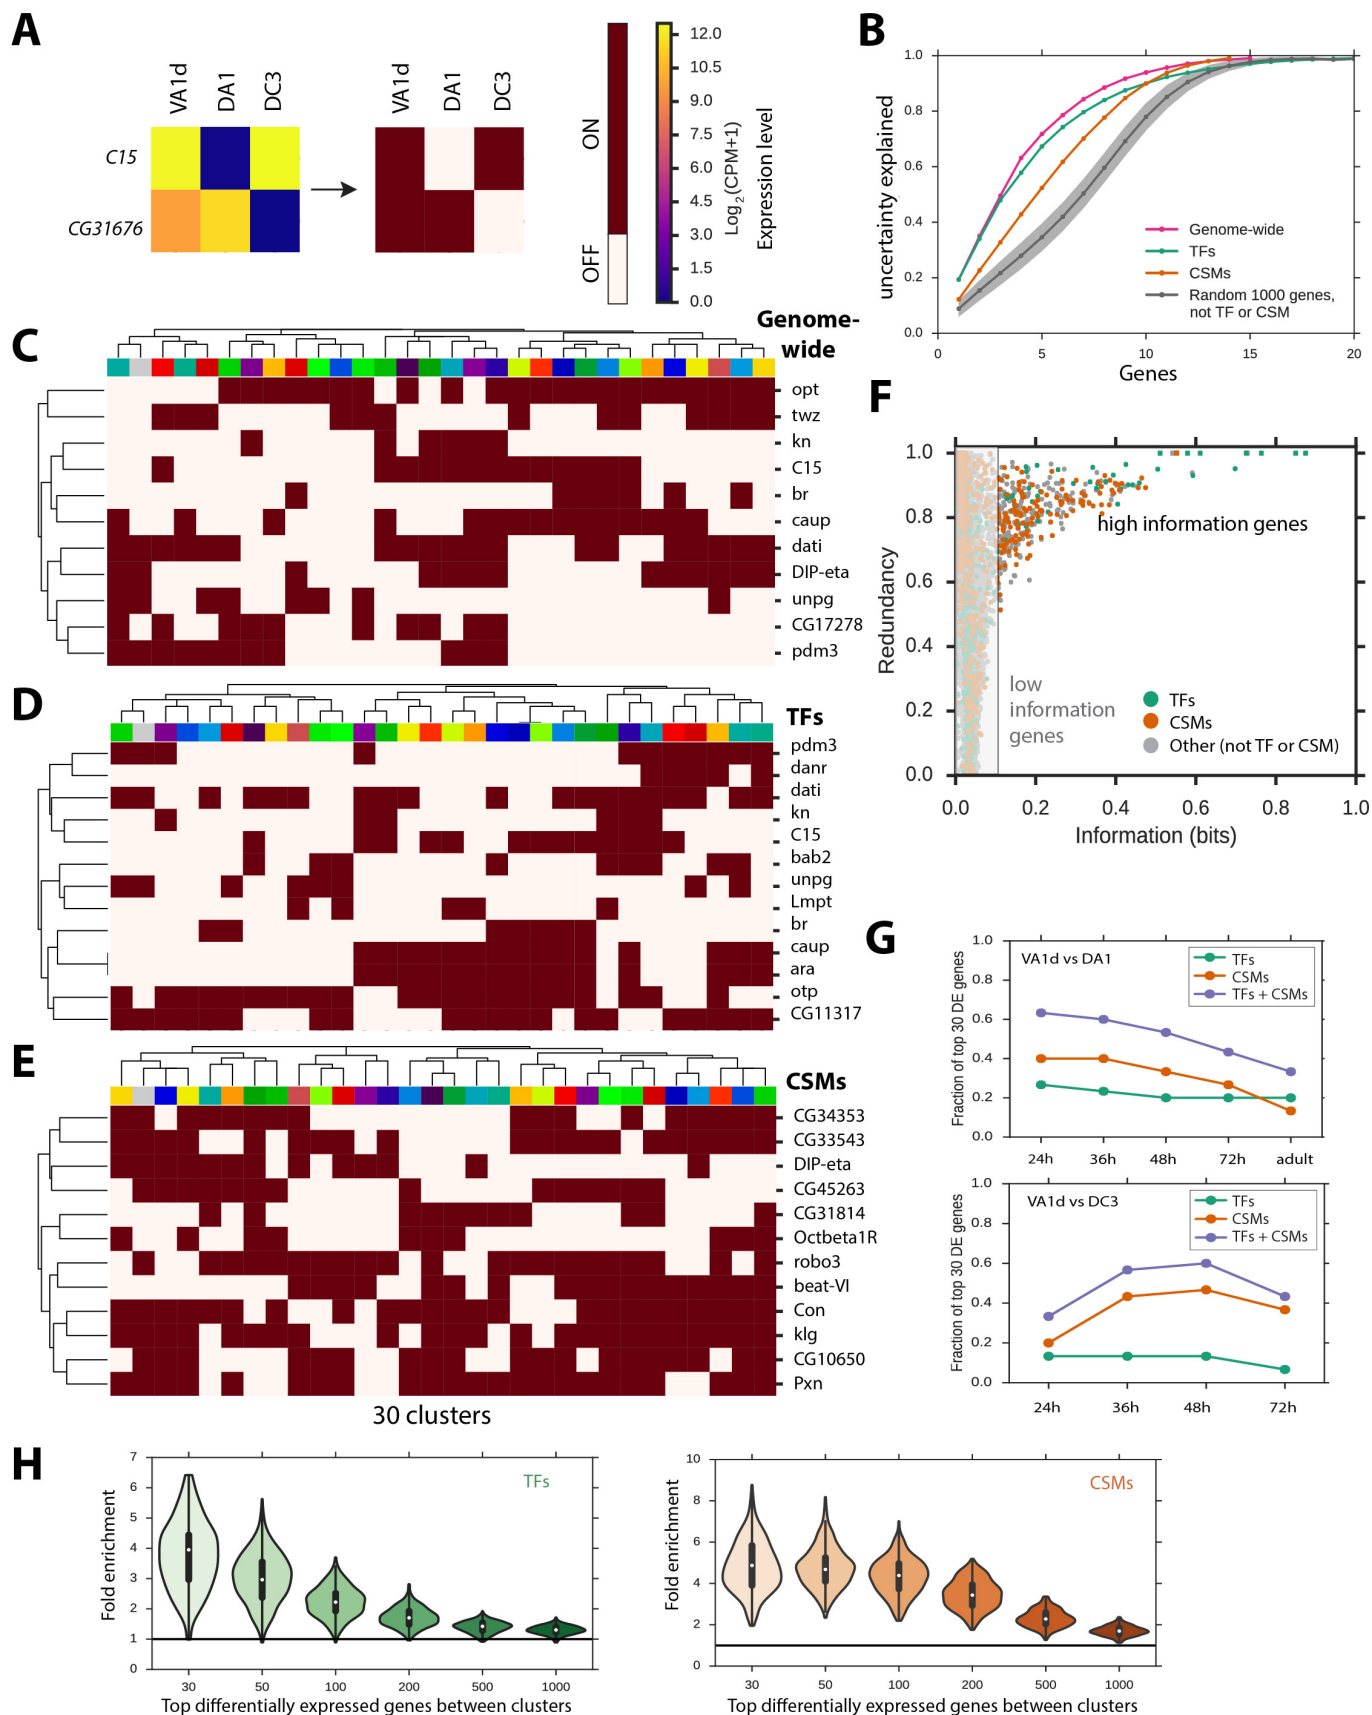 A
VA1d
DA1
DC3
C15
CG31676
VA1d
DA1
DC3
ON
OFF
12.0
10.5
9.0
7.5
6.0
4.5
3.0
1.5
0.0
Log2(CPM+1)
Expression level
B
1.0
0.8
0.6
0.4
0.2
0.0
uncertainty explained
Genome-wide
TFs
CSMs
Random 1000 genes,
not TF or CSM
0
5
10
15
20
Genes
C
Genome-
wide
opt
twz
kn
C15
br
caup
dati
DIP-eta
unpg
CG17278
pdm3
D
TFs
pdm3
danr
dati
kn
C15
bab2
unpg
Lmpt
br
caup
ara
otp
CG11317
E
CSMs
CG34353
CG33543
DIP-eta
CG45263
CG31814
Octbeta1R
robo3
beat-VI
Con
klg
CG10650
Pxn
30 clusters
F
1.0
0.8
0.6
0.4
0.2
0.0
Redundancy
high information genes
low
information
genes
TFs
CSMs
Other (not TF or CSM)
0.0
0.2
0.4
0.6
0.8
1.0
Information (bits)
G
1.0
0.8
0.6
0.4
0.2
0.0
Fraction of top 30 DE genes
VA1d vs DA1
TFs
CSMs
TFs + CSMs
24h
36h
48h
72h
adult
1.0
0.8
0.6
0.4
0.2
0.0
Fraction of top 30 DE genes
VA1d vs DC3
TFs
CSMs
TFs + CSMs
24h
36h
48h
72h
H
7
6
5
4
3
2
1
0
Fold enrichment
TFs
30
50
100
200
500
1000
Top differentially expressed genes between clusters
10
8
6
4
2
0
Fold enrichment
CSMs
30
50
100
200
500
1000
Top differentially expressed genes between clusters